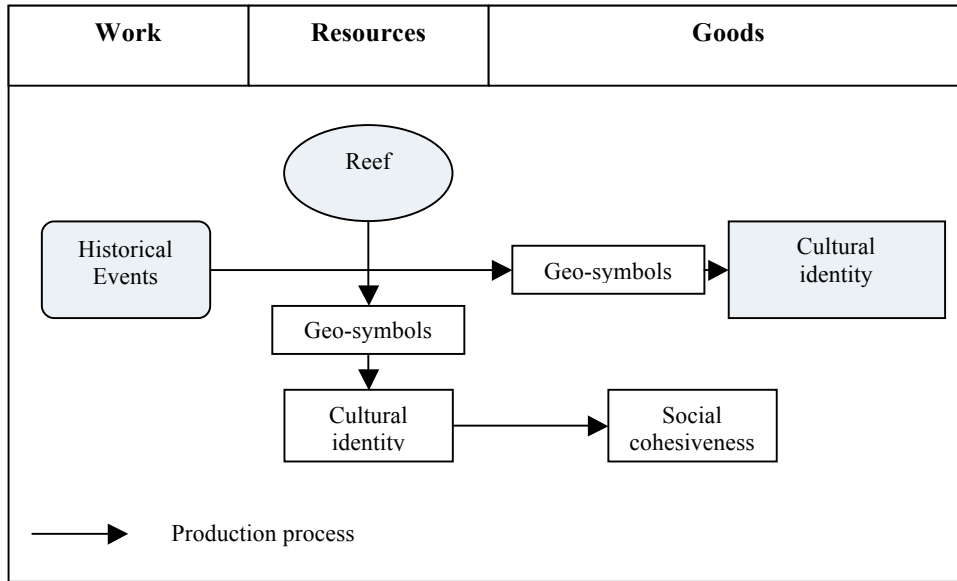 Work
Resources
Goods
Reef
Historical
Events
Geo-symbols
Cultural
identity
Geo-symbols
Cultural
identity
Social
cohesiveness
Production process